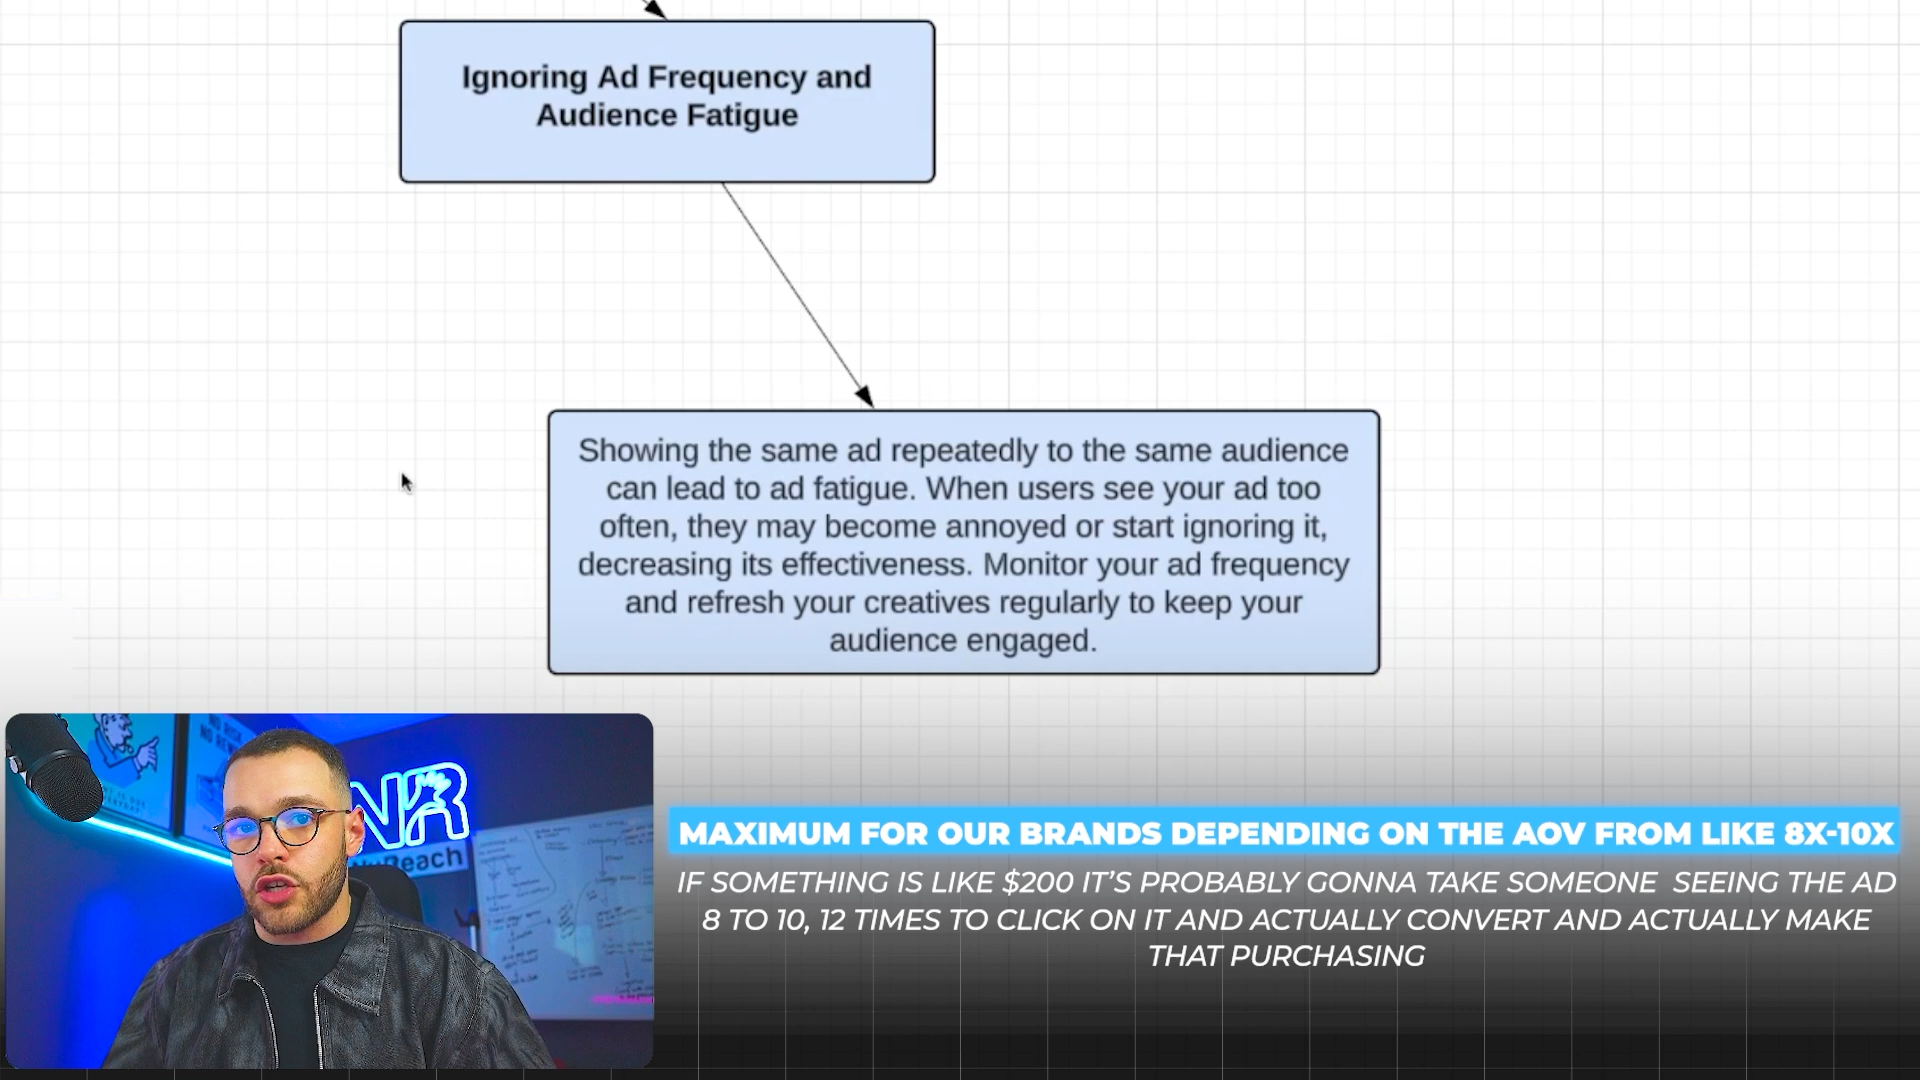 Ignoring Ad Frequency and
Audience Fatigue
Showing the same ad repeatedly to the same audience
can lead to ad fatigue. When users see your ad too
often, they may become annoyed or start ignoring it,
decreasing its effectiveness. Monitor your ad frequency
and refresh your creatives regularly to keep your
audience engaged.
NO RISK
NR
MAXIMUM FOR OUR BRANDS DEPENDING ON THE AOV FROM LIKE 8X-10X
IF SOMETHING IS LIKE $200 IT'S PROBABLY GONNA TAKE SOMEONE SEEING THE AD
8 TO 10, 12 TIMES TO CLICK ON IT AND ACTUALLY CONVERT AND ACTUALLY MAKE
THAT PURCHASING